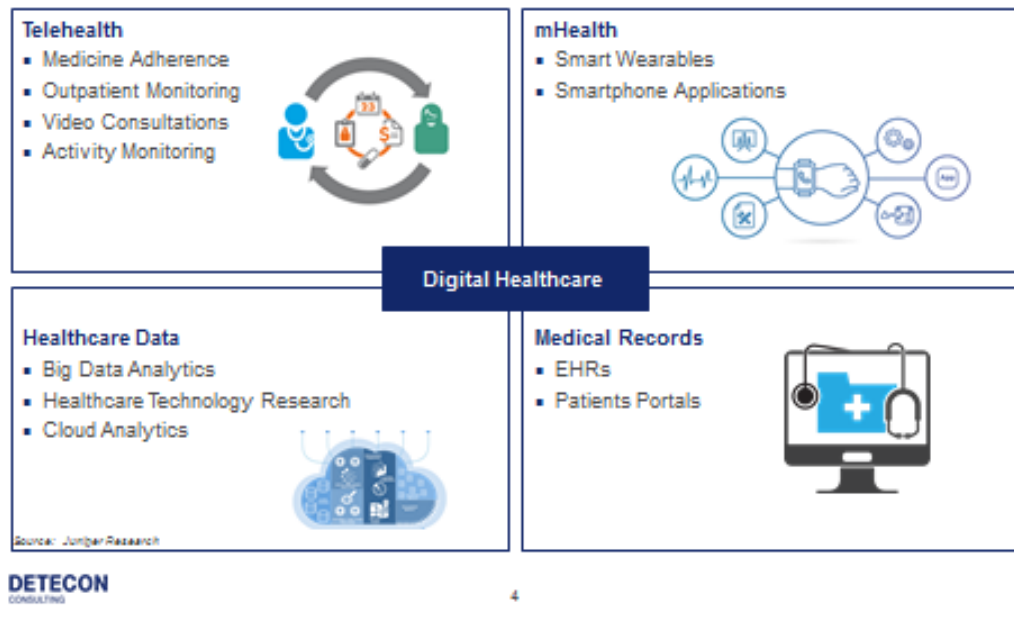 Telehealth
▪ Medicine Adherence
▪ Outpatient Monitoring
▪ Video Consultations
▪ Activity Monitoring
mHealth
▪ Smart Wearables
▪ Smartphone Applications
App
Digital Healthcare
Healthcare Data
▪ Big Data Analytics
▪ Healthcare Technology Research
▪ Cloud Analytics
Medical Records
▪ EHRs
▪ Patients Portals
Source: Juniper Research
DETECON
CONSULTING
4